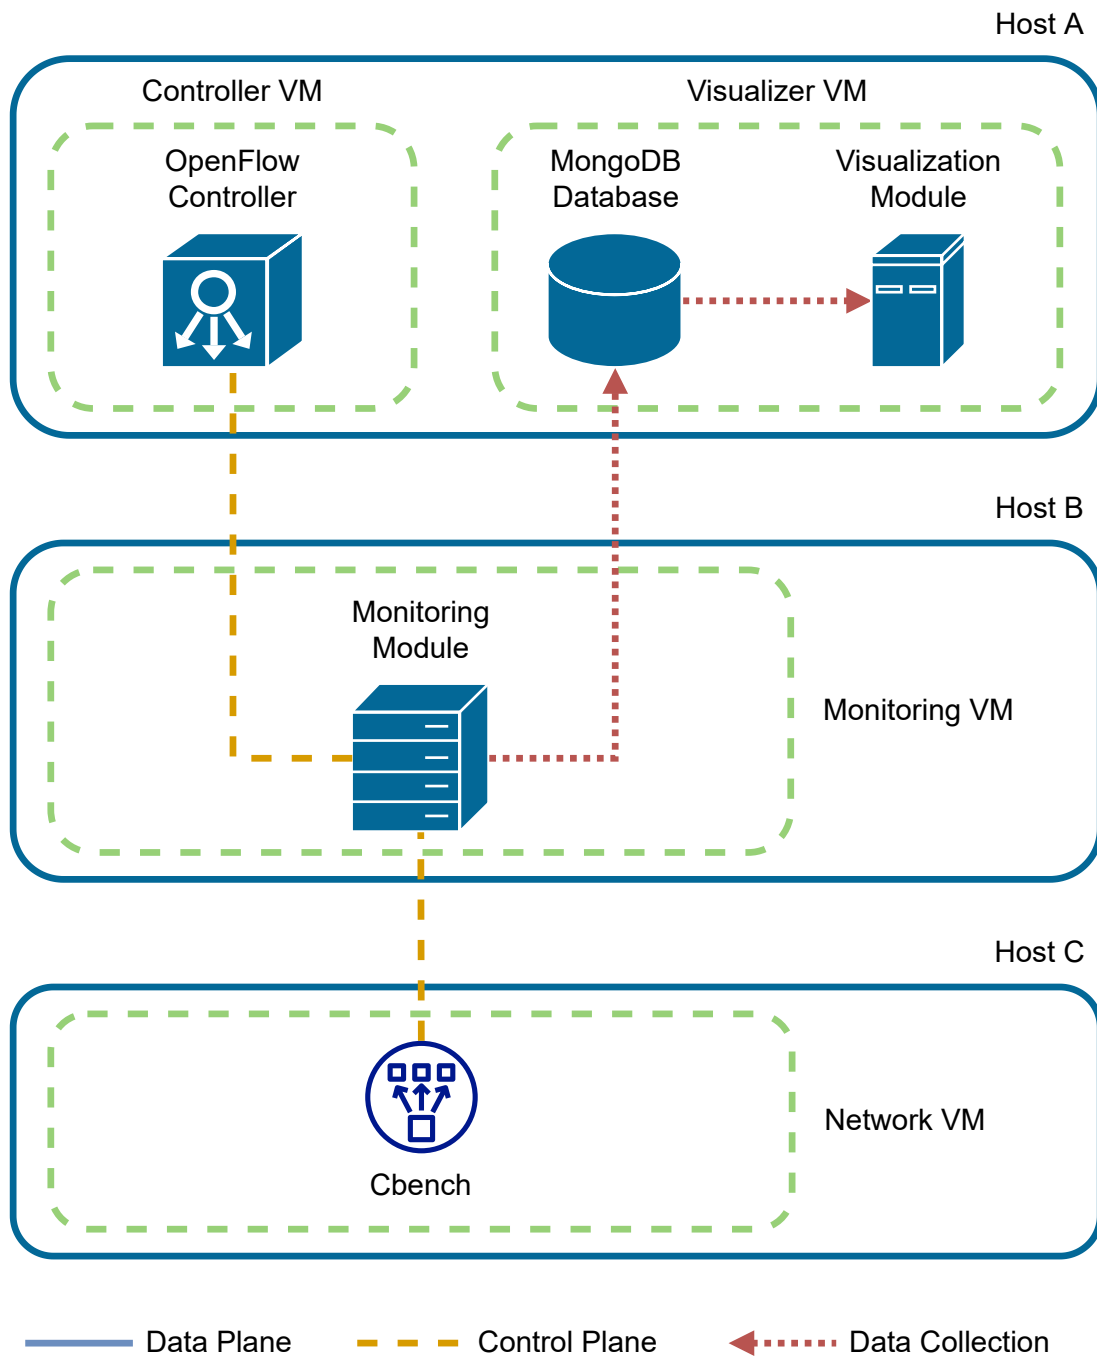 Host A
Controller VM
Visualizer VM
OpenFlow
Controller
MongoDB
Database
Visualization
Module
Host B
Monitoring
Module
Monitoring VM
Host C
Network VM
Cbench
Data Plane
Control Plane
Data Collection